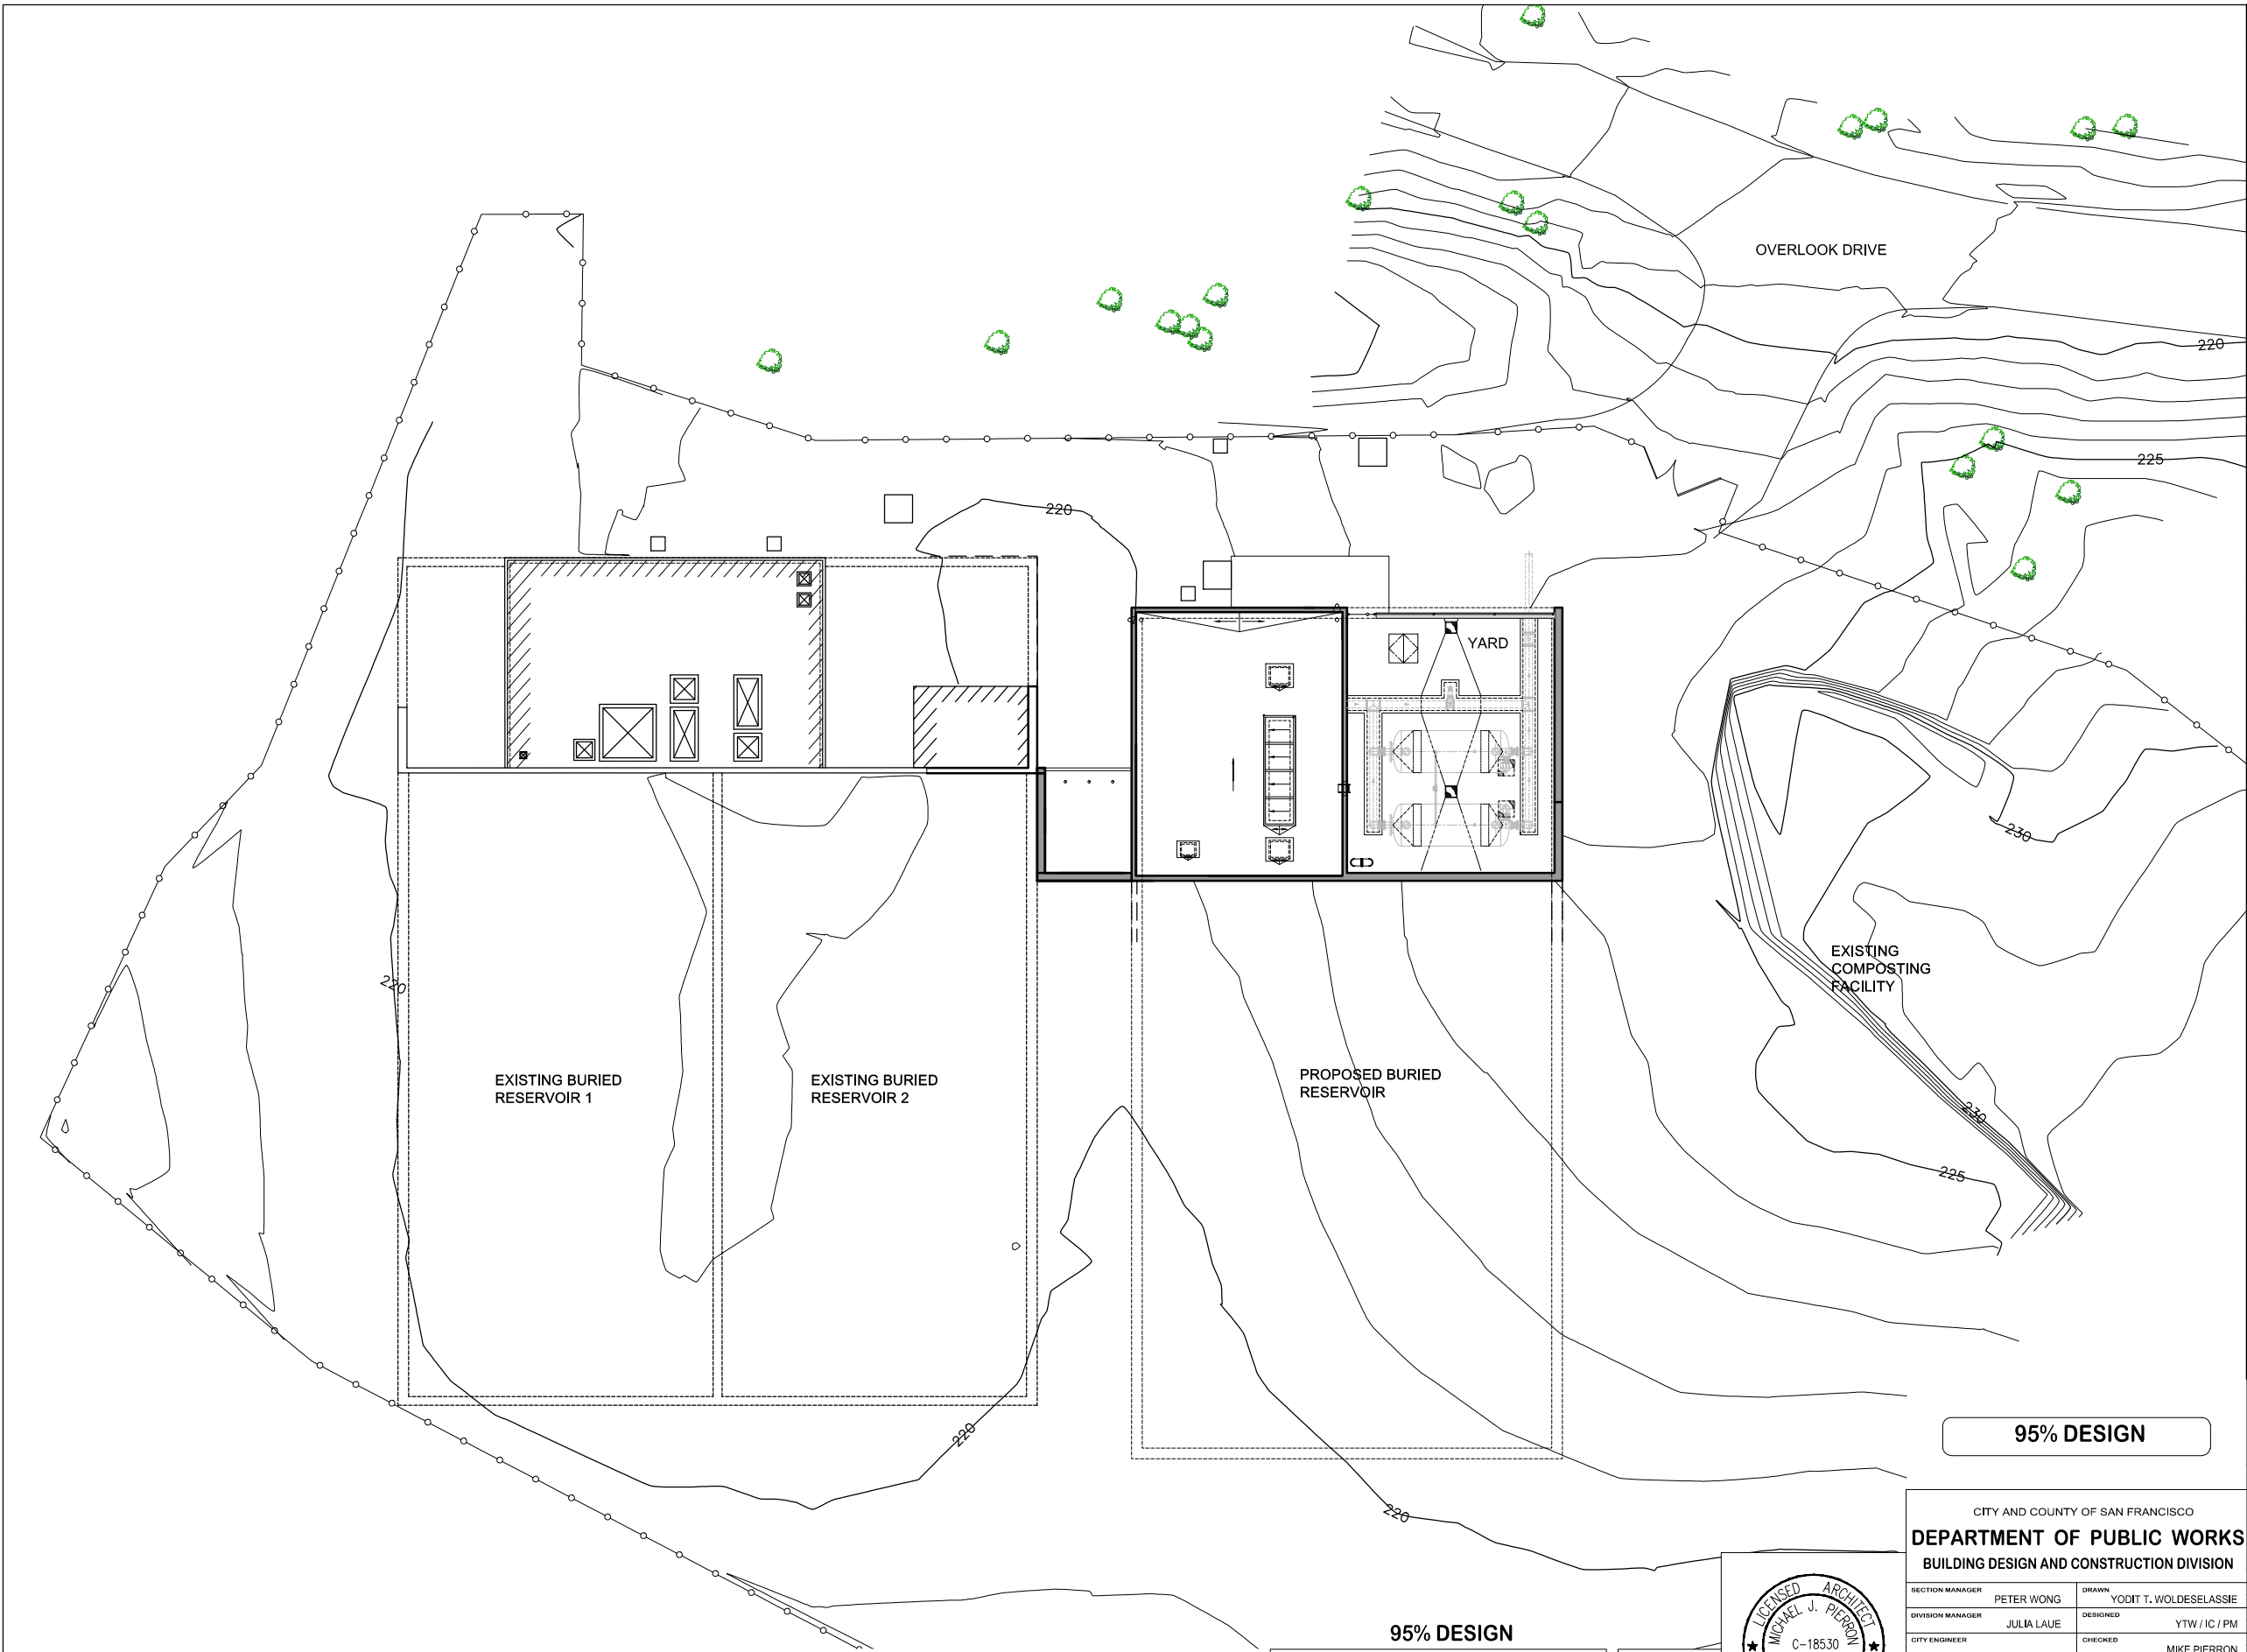 OVERLOOK DRIVE
220
225
220
YARD
230
EXISTING
COMPOSTING
FACILITY
220
EXISTING BURIED
RESERVOIR 1
EXISTING BURIED
RESERVOIR 2
PROPOSED BURIED
RESERVOIR
230
225
220
220
95% DESIGN
CITY AND COUNTY OF SAN FRANCISCO
DEPARTMENT OF PUBLIC WORKS
BUILDING DESIGN AND CONSTRUCTION DIVISION
SECTION MANAGER
PETER WONG
DRAWN
YODIT T. WOLDESELASSIE
DIVISION MANAGER
JULIA LAUE
DESIGNED
YTW / IC / PM
CITY ENGINEER
CHECKED
MIKE PIERRON
LICENSED ARCHITECT
MICHAEL J. PIERRON
C-18530
95% DESIGN